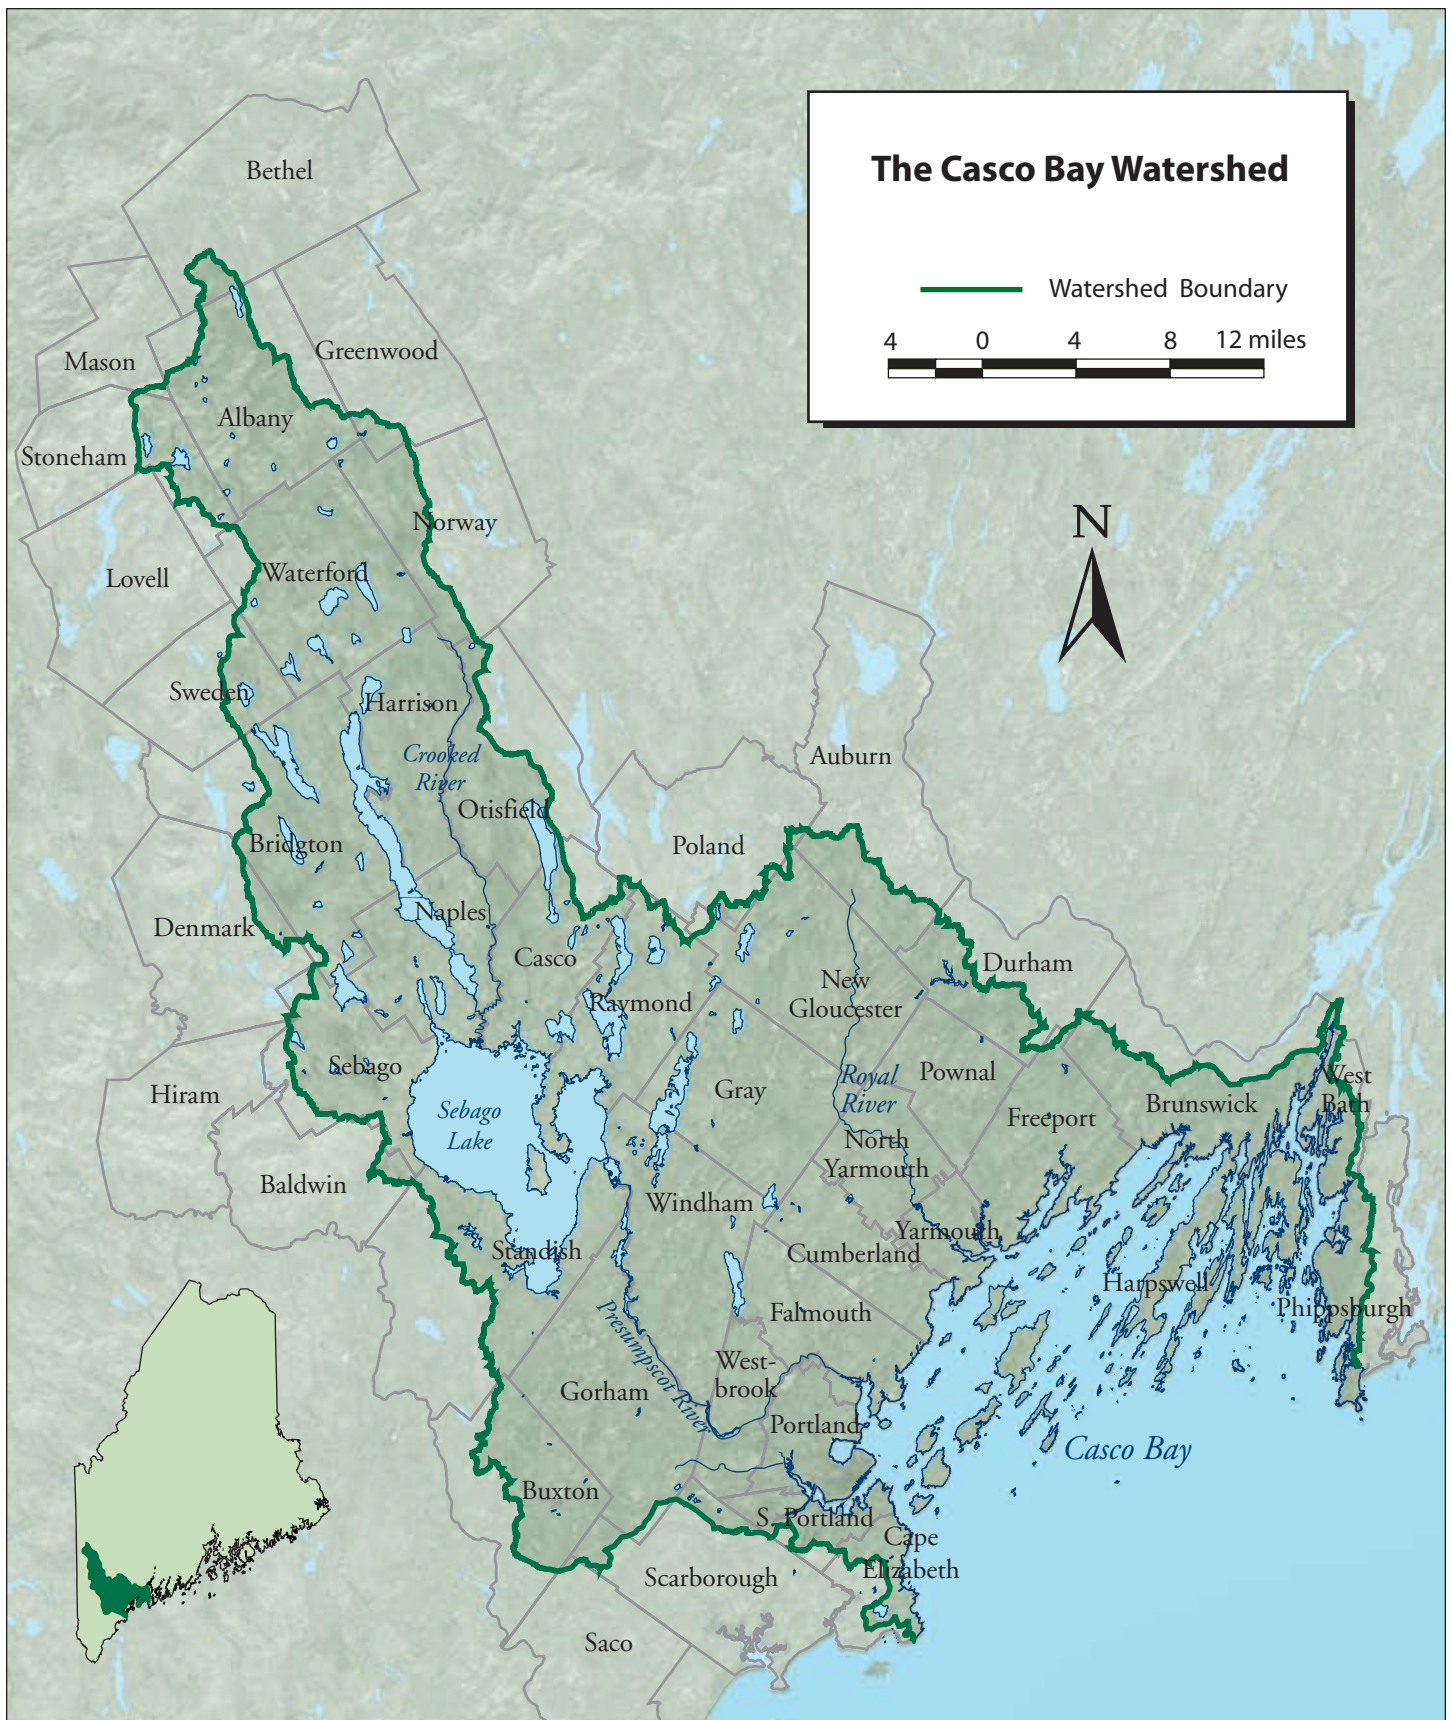 The Casco Bay Watershed
Watershed Boundary
4 0 4 8 12 miles
N
Bethel
Mason
Greenwood
Albany
Stoneham
Norway
Lovell
Waterford
Sweden
Harrison
Crooked
River
Auburn
Otisfield
Bridgton
Poland
Naples
Denmark
Casco
Durham
Raymond
New
Gloucester
Sebago
Hiram
Gray
Royal
River
Pownal
West
Bath
Brunswick
Freeport
Sebago
Lake
North
Yarmouth
Baldwin
Windham
Yarmouth
Standish
Cumberland
Harpswell
Phippsburgh
Falmouth
Presumpscot River
West-
brook
Gorham
Portland
Casco Bay
Buxton
S. Portland
Cape
Elizabeth
Scarborough
Saco